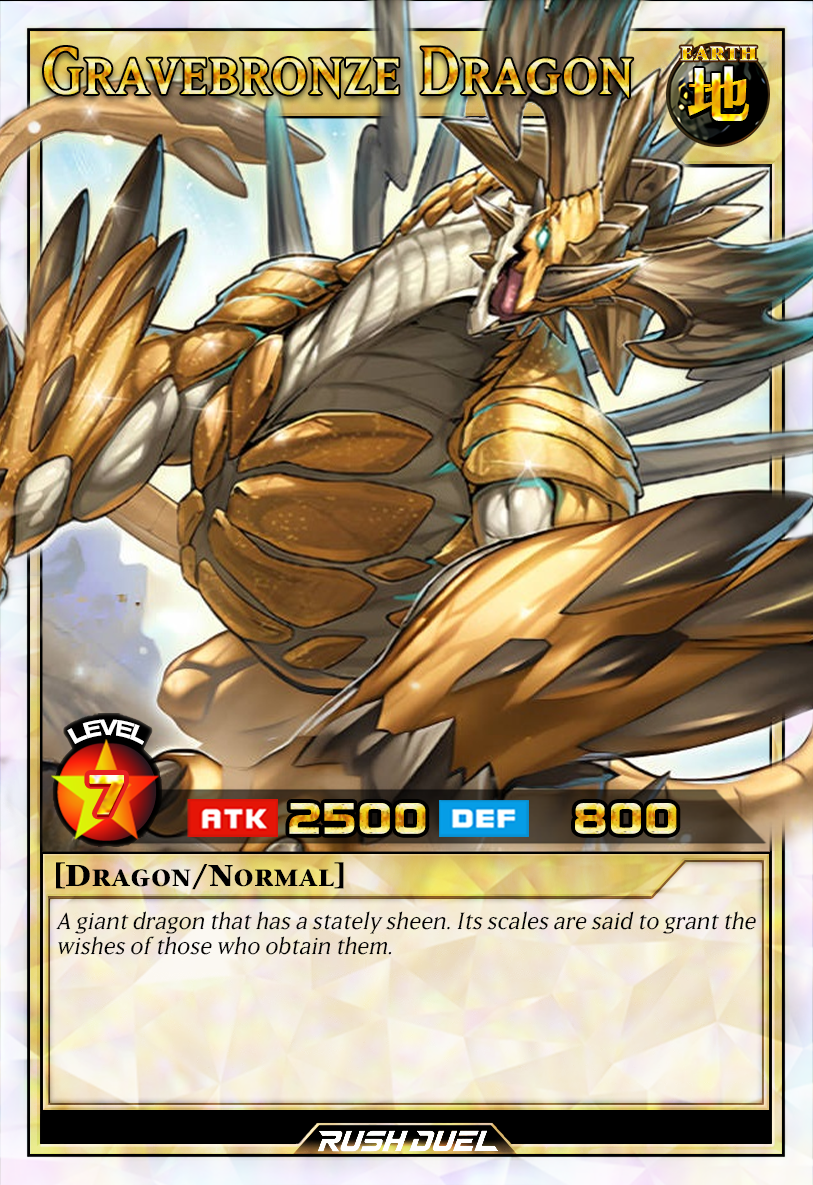 GRAVEBRONZE DRAGON
EARTH
地
LEVEL
7
ATK 2500 DEF 800
[DRAGON/NORMAL]
A giant dragon that has a stately sheen. Its scales are said to grant the
wishes of those who obtain them.
RUSH DUEL